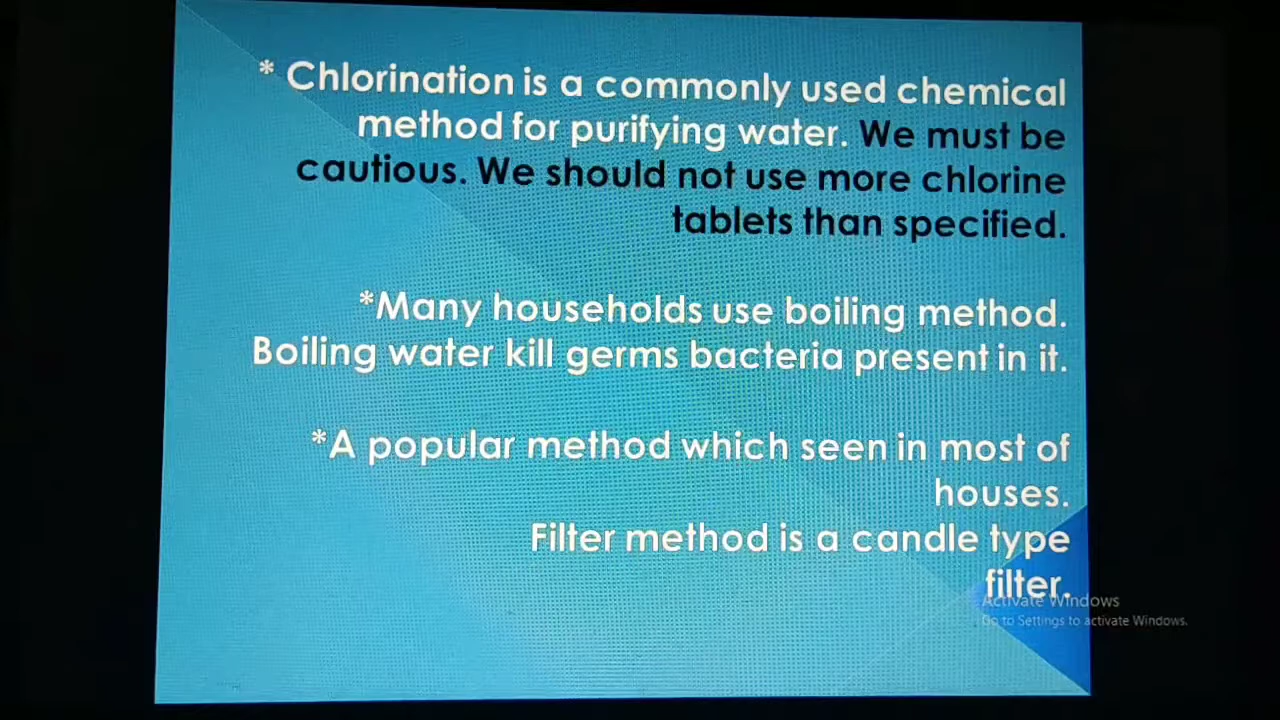 * Chlorination is a commonly used chemical
method for purifying water. We must be
cautious. We should not use more chlorine
tablets than specified.
*Many households use boiling method.
Boiling water kill germs bacteria present in it.
*A popular method which seen in most of
houses.
Filter method is a candle type
filter.
Activate Windows
Go to Settings to activate Windows.